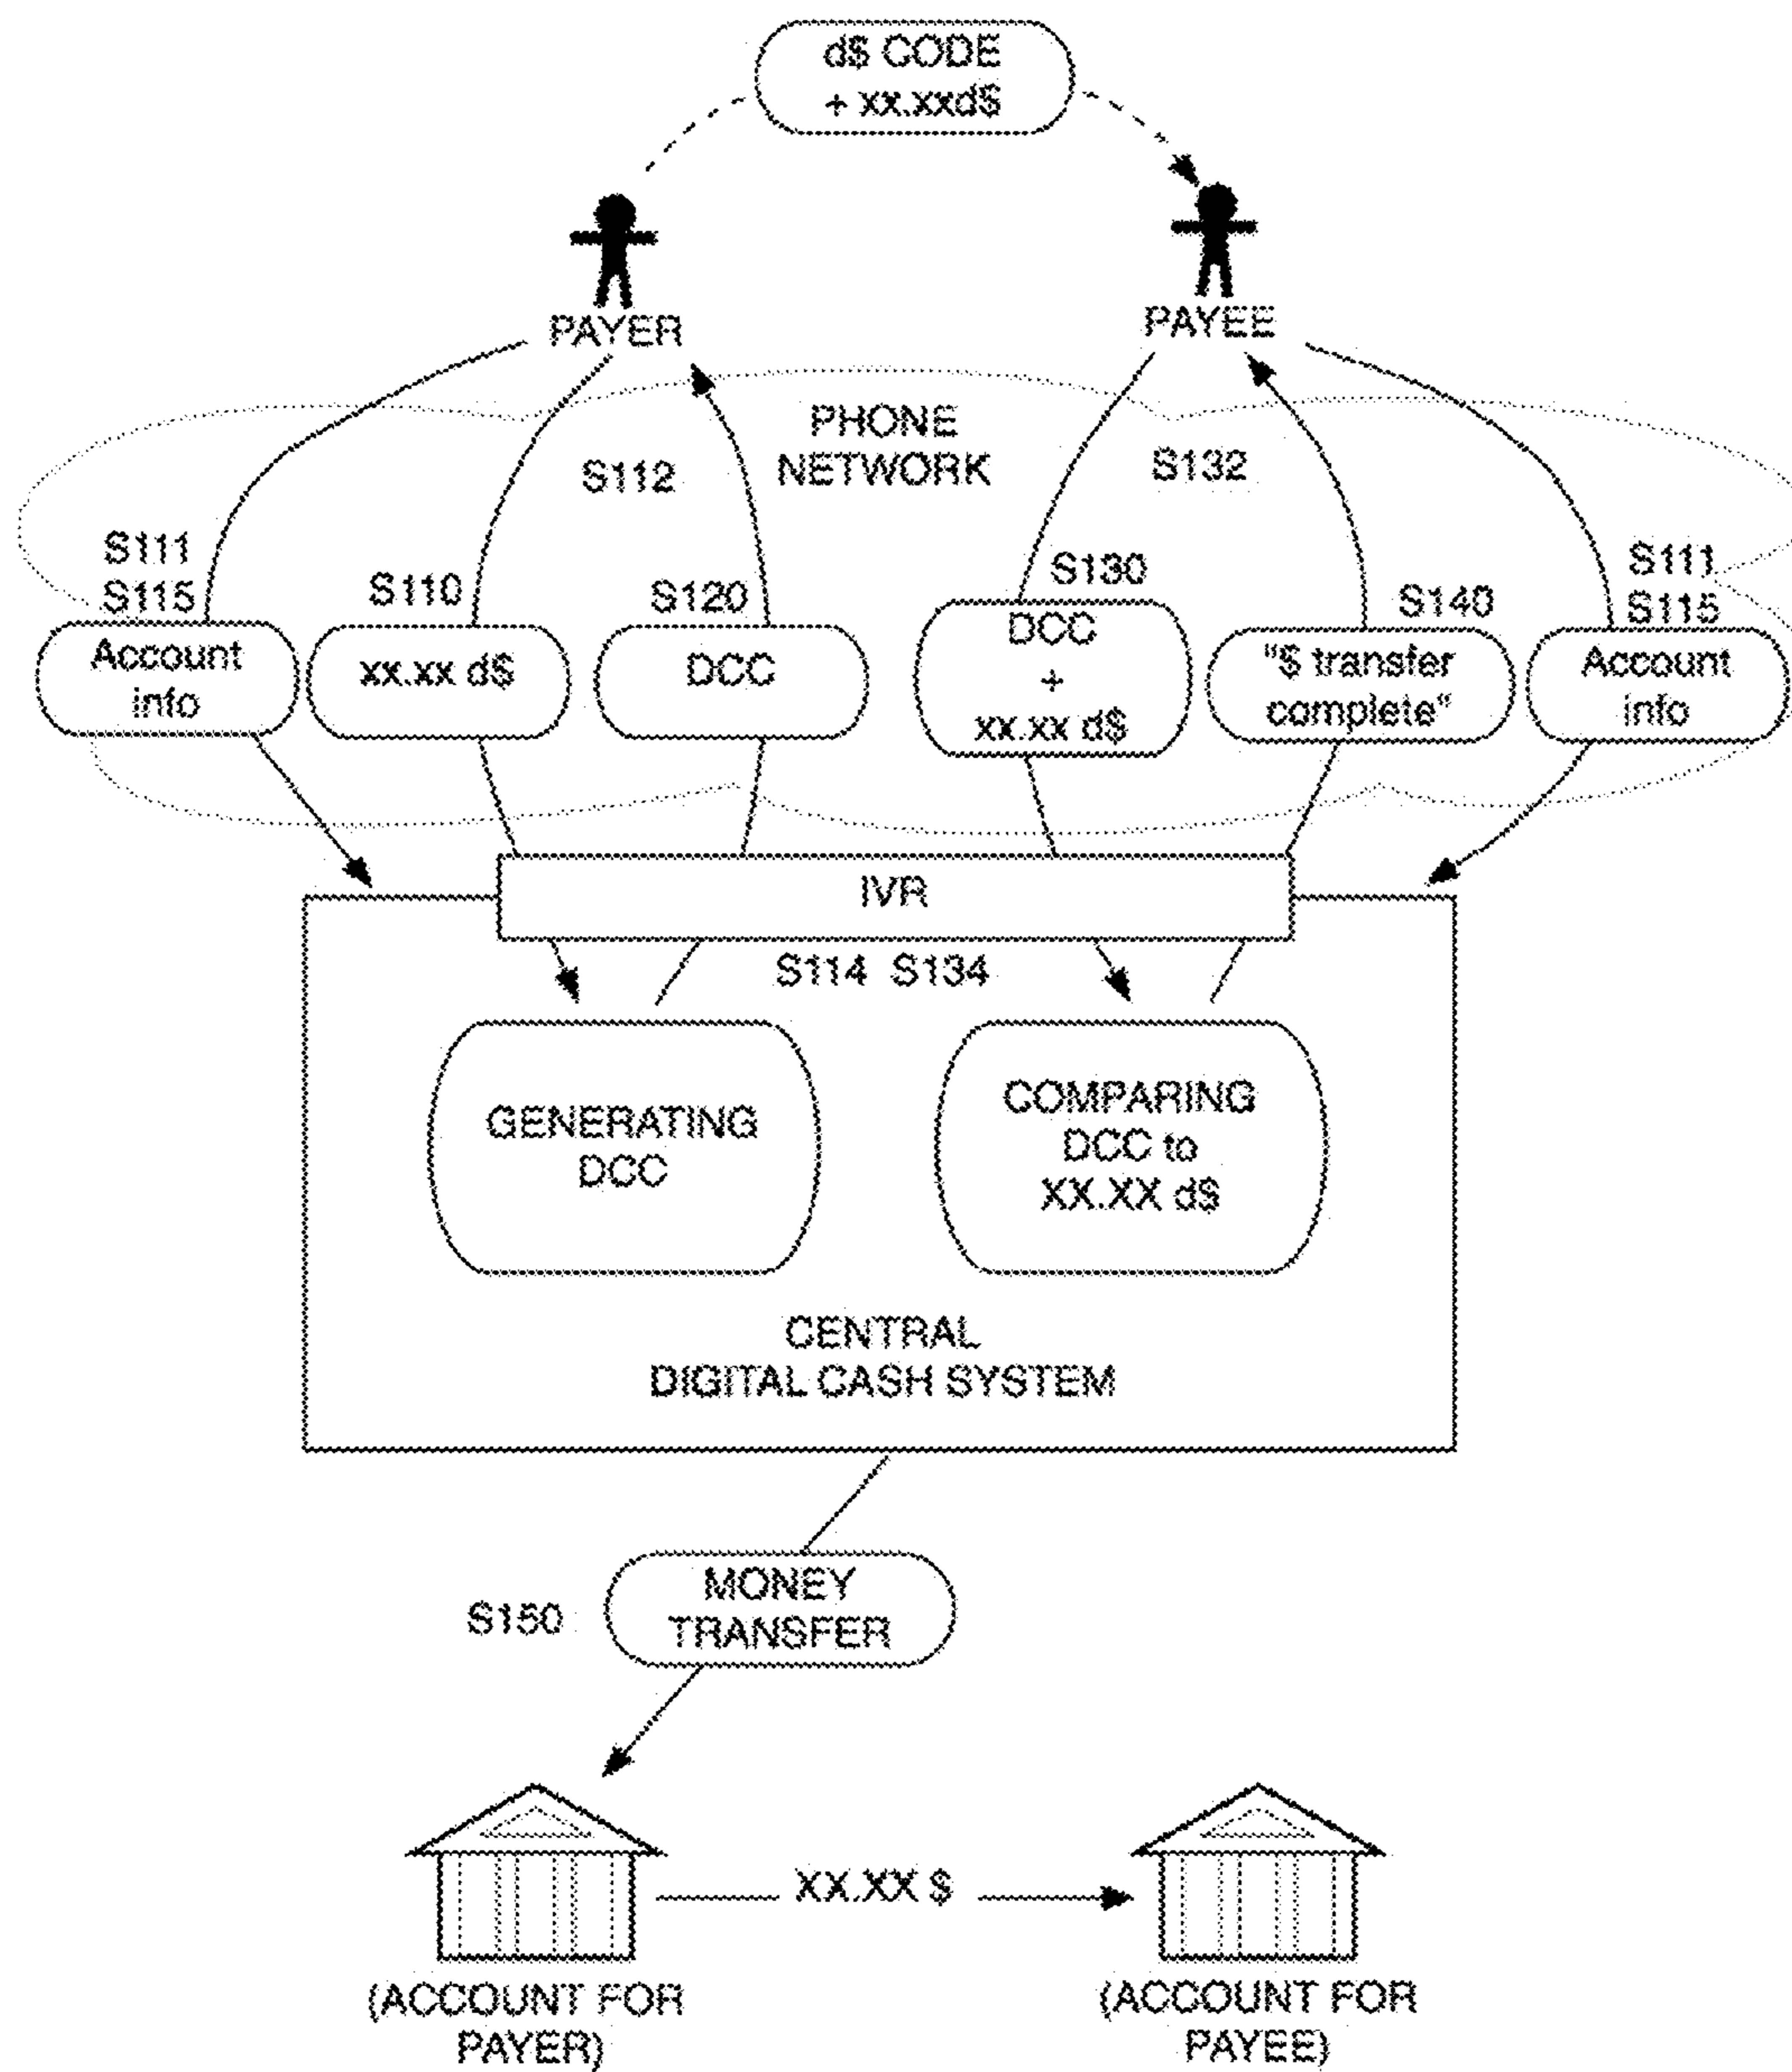 d$ CODE
+ xx.xxd$
PAYER
PAYEE
PHONE
NETWORK
S112
S132
S111
S115
S110
S120
S130
S140
S111
S115
Account
info
xx.xx d$
DCC
DCC
+
xx.xx d$
"$ transfer
complete"
Account
info
IVR
S114 S134
GENERATING
DCC
COMPARING
DCC to
XX.XX d$
CENTRAL
DIGITAL CASH SYSTEM
S150
MONEY
TRANSFER
XX.XX $
(ACCOUNT FOR
PAYER)
(ACCOUNT FOR
PAYEE)